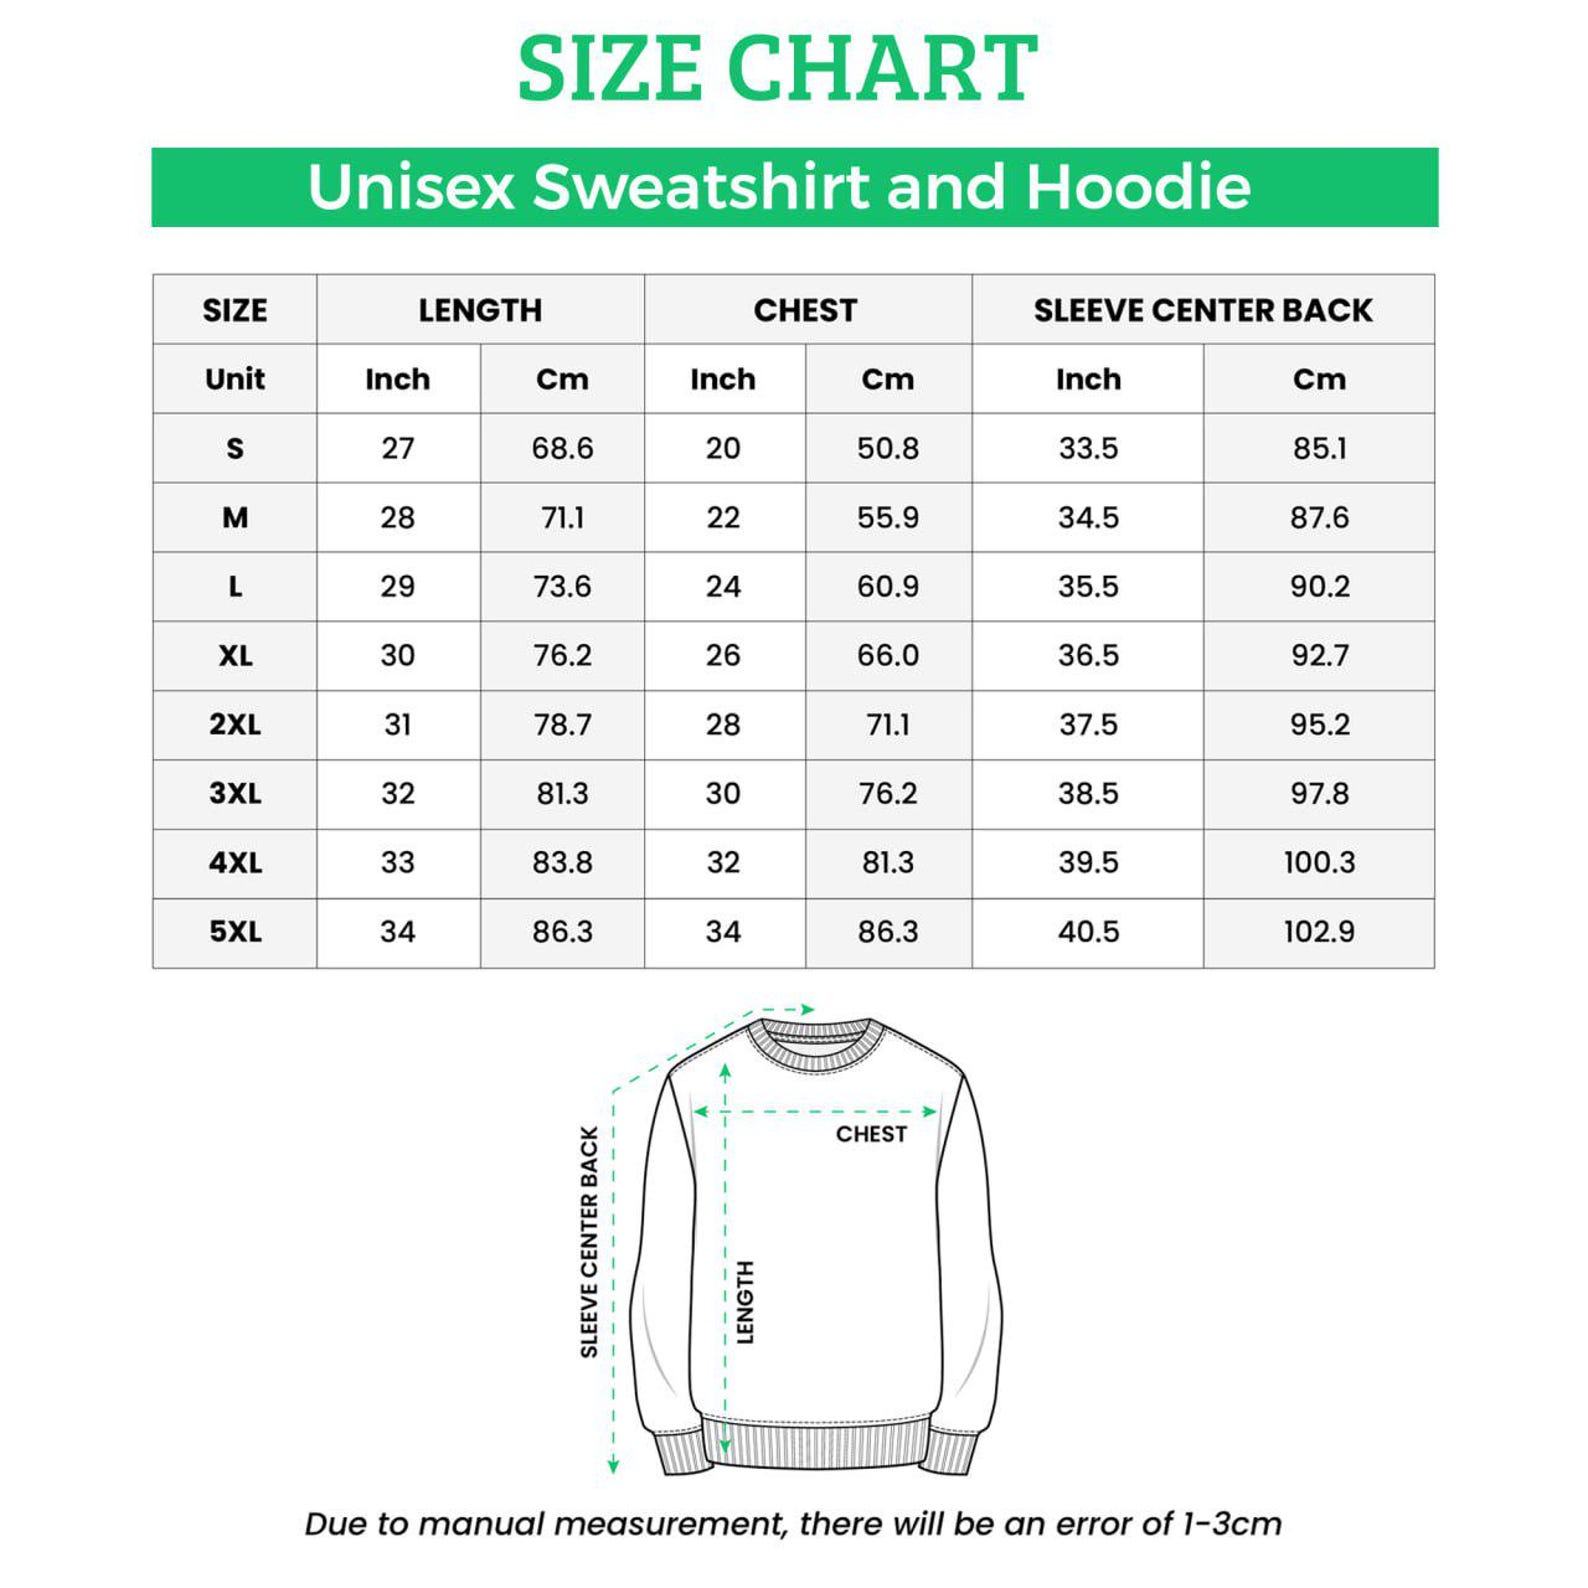 SIZE CHART
Unisex Sweatshirt and Hoodie
SIZE LENGTH CHEST SLEEVE CENTER BACK
Unit Inch Cm Inch Cm Inch Cm
S 27 68.6 20 50.8 33.5 85.1
M 28 71.1 22 55.9 34.5 87.6
L 29 73.6 24 60.9 35.5 90.2
XL 30 76.2 26 66.0 36.5 92.7
2XL 31 78.7 28 71.1 37.5 95.2
3XL 32 81.3 30 76.2 38.5 97.8
4XL 33 83.8 32 81.3 39.5 100.3
5XL 34 86.3 34 86.3 40.5 102.9
CHEST
SLEEVE CENTER BACK
LENGTH
Due to manual measurement, there will be an error of 1-3cm